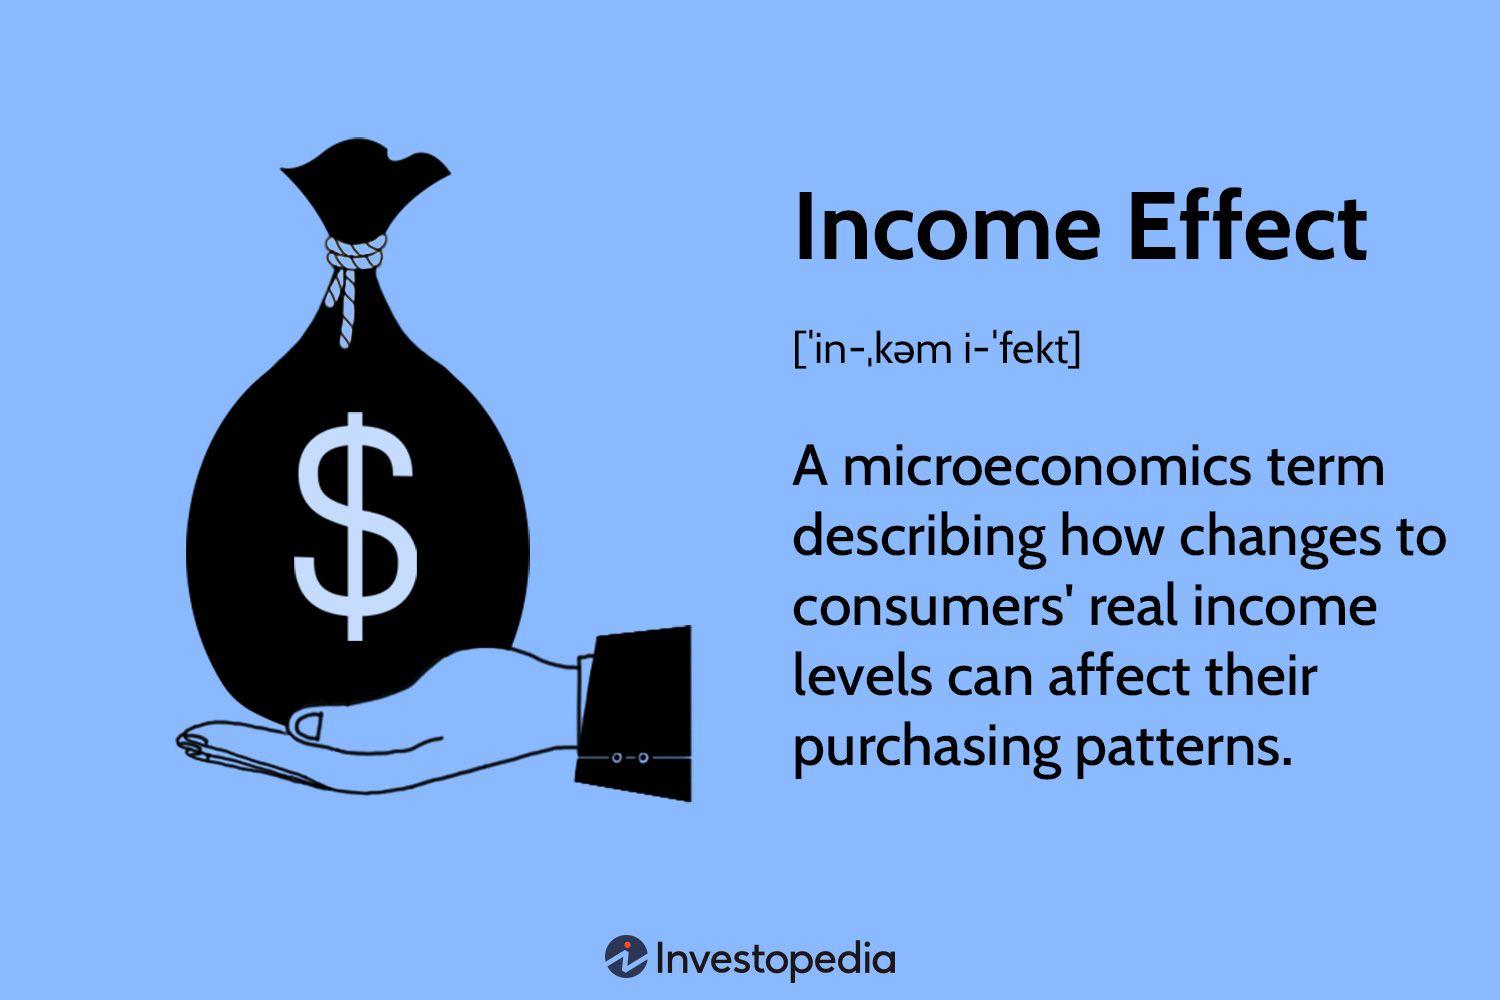 $
Income Effect
[ˈin-ˌkəm i-ˈfekt]
A microeconomics term
describing how changes to
consumers' real income
levels can affect their
purchasing patterns.
Investopedia